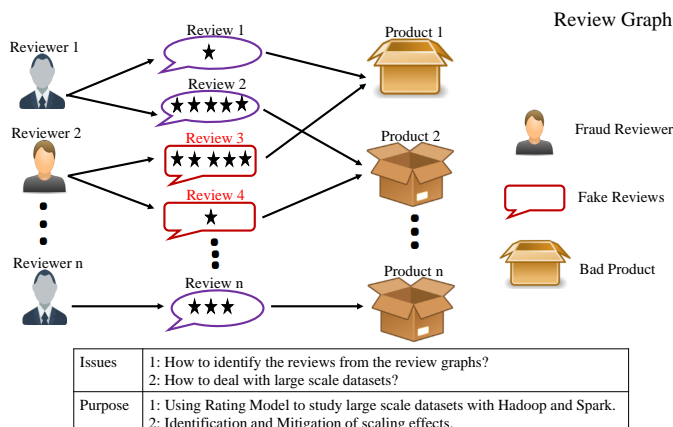 Review Graph
Reviewer 1
Review 1
Product 1
Review 2
Reviewer 2
Review 3
Product 2
Fraud Reviewer
Review 4
Fake Reviews
Reviewer n
Review n
Product n
Bad Product
Issues
1: How to identify the reviews from the review graphs?
2: How to deal with large scale datasets?
Purpose
1: Using Rating Model to study large scale datasets with Hadoop and Spark.
2: Identification and Mitigation of scaling effects.